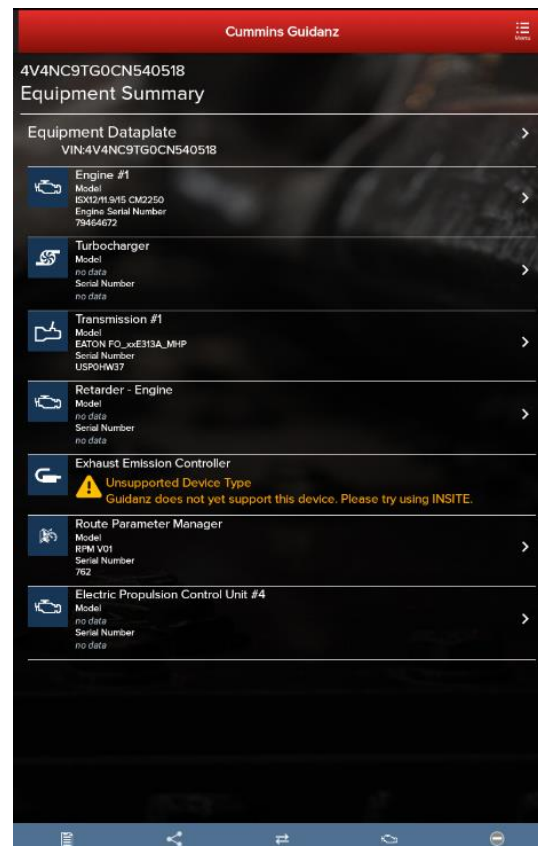 Cummins Guidanz
Menu
4V4NC9TG0CN540518
Equipment Summary
Equipment Dataplate
VIN:4V4NC9TG0CN540518
Engine #1
Model
ISX12/11.9/15 CM2250
Engine Serial Number
79464672
Turbocharger
Model
no data
Serial Number
no data
Transmission #1
Model
EATON FO_xxE313A_MHP
Serial Number
USP0HW37
Retarder - Engine
Model
no data
Serial Number
no data
Exhaust Emission Controller
Unsupported Device Type
Guidanz does not yet support this device. Please try using INSITE.
Route Parameter Manager
Model
RPM V01
Serial Number
762
Electric Propulsion Control Unit #4
Model
no data
Serial Number
no data